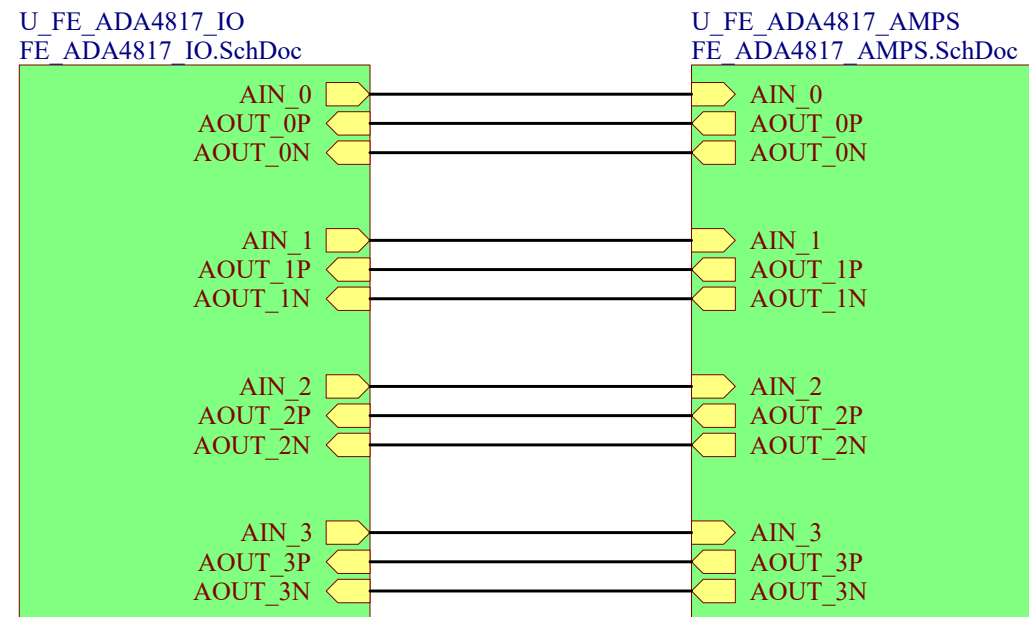 U_FE_ADA4817_IO
FE_ADA4817_IO.SchDoc
AIN_0
AOUT_0P
AOUT_0N
AIN_1
AOUT_1P
AOUT_1N
AIN_2
AOUT_2P
AOUT_2N
AIN_3
AOUT_3P
AOUT_3N
U_FE_ADA4817_AMPS
FE_ADA4817_AMPS.SchDoc
AIN_0
AOUT_0P
AOUT_0N
AIN_1
AOUT_1P
AOUT_1N
AIN_2
AOUT_2P
AOUT_2N
AIN_3
AOUT_3P
AOUT_3N